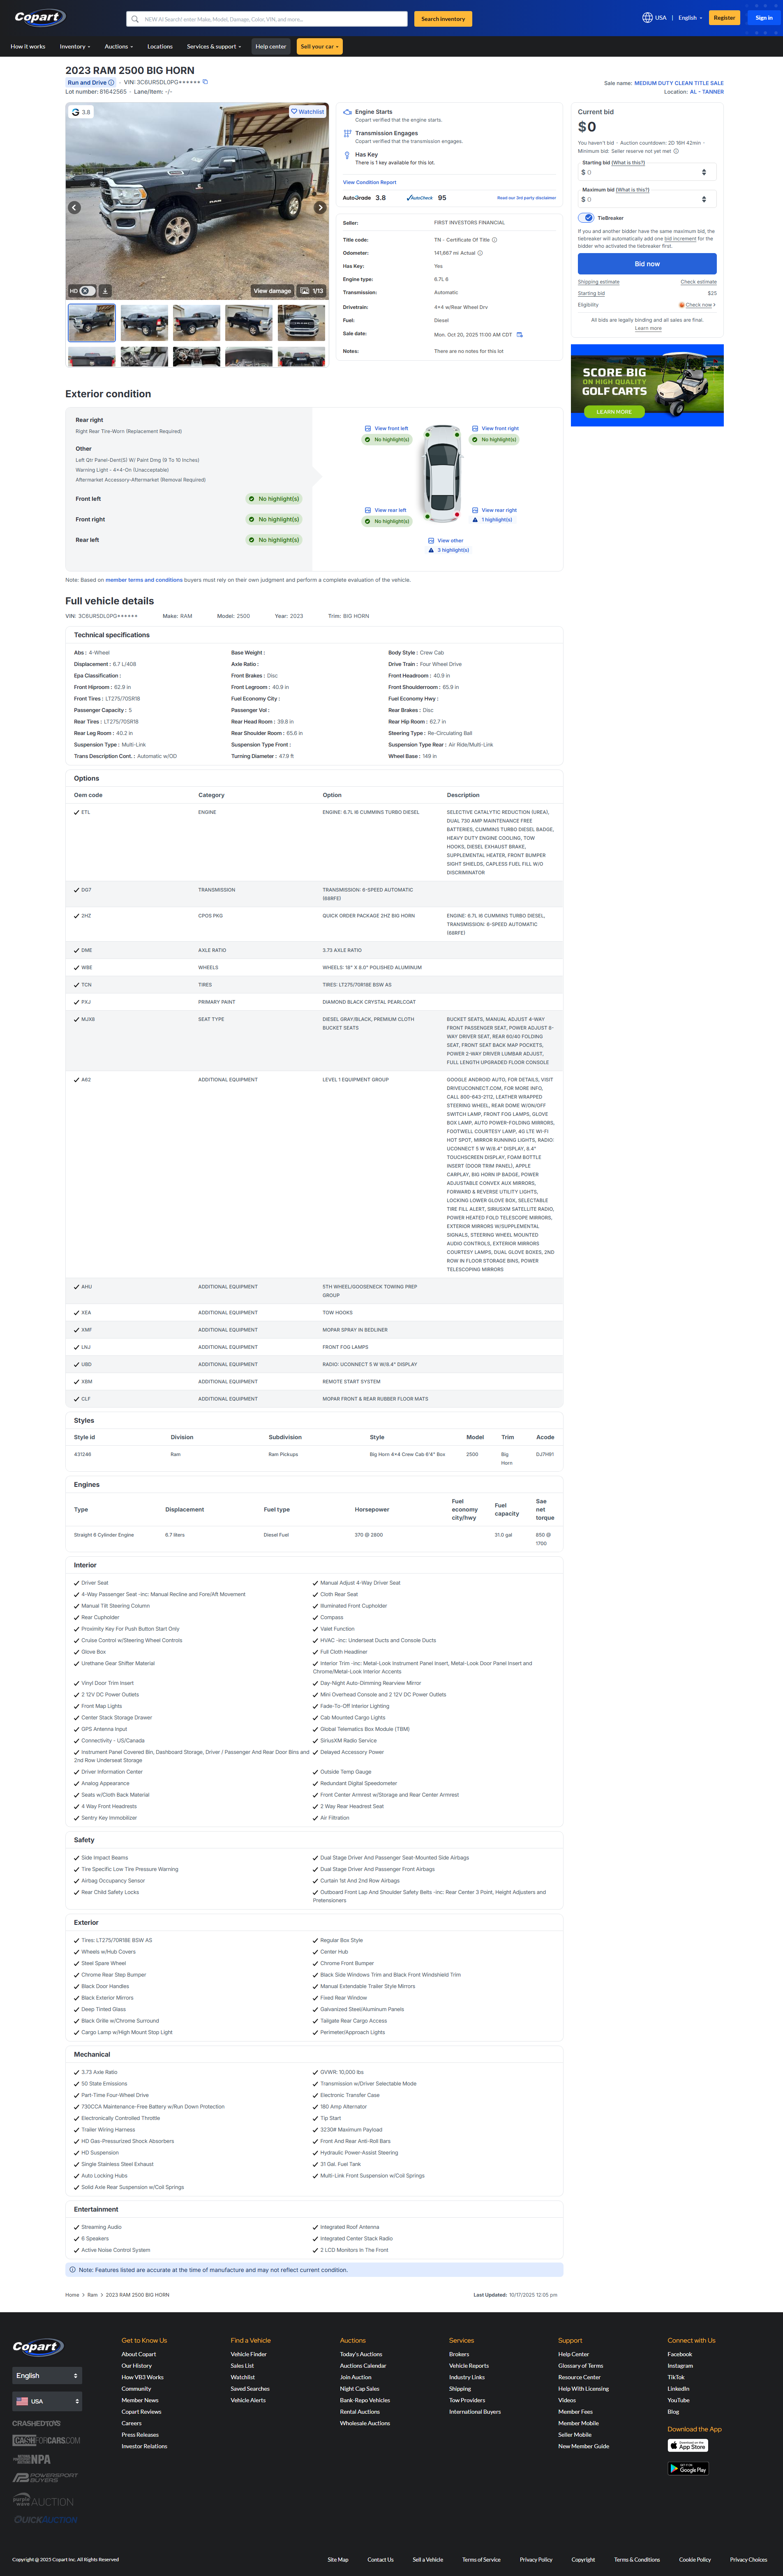 Copart
NEW AI Search! enter Make, Model, Damage, Color, VIN, and more...
Search inventory
USA | English
Register
Sign in
How it works
Inventory
Auctions
Locations
Services & support
Help center
Sell your car
2023 RAM 2500 BIG HORN
Run and Drive · VIN: 3C6UR5DL0PG******
Lot number: 81642565 · Lane/Item: -/-
Sale name: MEDIUM DUTY CLEAN TITLE SALE
Location: AL - TANNER
3.8
Watchlist
HD
View damage
1/13
Engine Starts
Copart verified that the engine starts.
Transmission Engages
Copart verified that the transmission engages.
Has Key
There is 1 key available for this lot.
View Condition Report
AutoGrade 3.8
AutoCheck 95
Read our 3rd party disclaimer
Seller: FIRST INVESTORS FINANCIAL
Title code: TN - Certificate Of Title
Odometer: 141,667 mi Actual
Has Key: Yes
Engine type: 6.7L 6
Transmission: Automatic
Drivetrain: 4x4 w/Rear Wheel Drv
Fuel: Diesel
Sale date: Mon. Oct 20, 2025 11:00 AM CDT
Notes: There are no notes for this lot
Current bid
$0
You haven't bid · Auction countdown: 2D 16H 42min ·
Minimum bid: Seller reserve not yet met
Starting bid (What is this?)
$ 0
Maximum bid (What is this?)
$ 0
TieBreaker
If you and another bidder have the same maximum bid, the
tiebreaker will automatically add one bid increment for the
bidder who activated the tiebreaker first.
Bid now
Shipping estimate Check estimate
Starting bid $25
Eligibility Check now
All bids are legally binding and all sales are final.
Learn more
SCORE BIG
ON HIGH QUALITY
GOLF CARTS
LEARN MORE
Exterior condition
Rear right
Right Rear Tire-Worn (Replacement Required)
Other
Left Qtr Panel-Dent(S) W/ Paint Dmg (9 To 10 Inches)
Warning Light - 4x4-On (Unacceptable)
Aftermarket Accessory-Aftermarket (Removal Required)
Front left No highlight(s)
Front right No highlight(s)
Rear left No highlight(s)
View front left
No highlight(s)
View front right
No highlight(s)
View rear left
No highlight(s)
View rear right
1 highlight(s)
View other
3 highlight(s)
Note: Based on member terms and conditions buyers must rely on their own judgment and perform a complete evaluation of the vehicle.
Full vehicle details
VIN: 3C6UR5DL0PG****** Make: RAM Model: 2500 Year: 2023 Trim: BIG HORN
Technical specifications
Abs : 4-Wheel Base Weight : Body Style : Crew Cab
Displacement : 6.7 L/408 Axle Ratio : Drive Train : Four Wheel Drive
Epa Classification : Front Brakes : Disc Front Headroom : 40.9 in
Front Hiproom : 62.9 in Front Legroom : 40.9 in Front Shoulderroom : 65.9 in
Front Tires : LT275/70SR18 Fuel Economy City : Fuel Economy Hwy :
Passenger Capacity : 5 Passenger Vol : Rear Brakes : Disc
Rear Tires : LT275/70SR18 Rear Head Room : 39.8 in Rear Hip Room : 62.7 in
Rear Leg Room : 40.2 in Rear Shoulder Room : 65.6 in Steering Type : Re-Circulating Ball
Suspension Type : Multi-Link Suspension Type Front : Suspension Type Rear : Air Ride/Multi-Link
Trans Description Cont. : Automatic w/OD Turning Diameter : 47.9 ft Wheel Base : 149 in
Options
Oem code Category Option Description
ETL ENGINE ENGINE: 6.7L I6 CUMMINS TURBO DIESEL SELECTIVE CATALYTIC REDUCTION (UREA),
DUAL 730 AMP MAINTENANCE FREE
BATTERIES, CUMMINS TURBO DIESEL BADGE,
HEAVY DUTY ENGINE COOLING, TOW
HOOKS, DIESEL EXHAUST BRAKE,
SUPPLEMENTAL HEATER, FRONT BUMPER
SIGHT SHIELDS, CAPLESS FUEL FILL W/O
DISCRIMINATOR
DG7 TRANSMISSION TRANSMISSION: 6-SPEED AUTOMATIC
(68RFE)
2HZ CPOS PKG QUICK ORDER PACKAGE 2HZ BIG HORN ENGINE: 6.7L I6 CUMMINS TURBO DIESEL,
TRANSMISSION: 6-SPEED AUTOMATIC
(68RFE)
DME AXLE RATIO 3.73 AXLE RATIO
WBE WHEELS WHEELS: 18" X 8.0" POLISHED ALUMINUM
TCN TIRES TIRES: LT275/70R18E BSW AS
PXJ PRIMARY PAINT DIAMOND BLACK CRYSTAL PEARLCOAT
MJX8 SEAT TYPE DIESEL GRAY/BLACK, PREMIUM CLOTH
BUCKET SEATS
BUCKET SEATS, MANUAL ADJUST 4-WAY
FRONT PASSENGER SEAT, POWER ADJUST 8-
WAY DRIVER SEAT, REAR 60/40 FOLDING
SEAT, FRONT SEAT BACK MAP POCKETS,
POWER 2-WAY DRIVER LUMBAR ADJUST,
FULL LENGTH UPGRADED FLOOR CONSOLE
A62 ADDITIONAL EQUIPMENT LEVEL 1 EQUIPMENT GROUP GOOGLE ANDROID AUTO, FOR DETAILS, VISIT
DRIVEUCONNECT.COM, FOR MORE INFO,
CALL 800-643-2112, LEATHER WRAPPED
STEERING WHEEL, REAR DOME W/ON/OFF
SWITCH LAMP, FRONT FOG LAMPS, GLOVE
BOX LAMP, AUTO POWER-FOLDING MIRRORS,
FOOTWELL COURTESY LAMP, 4G LTE WI-FI
HOT SPOT, MIRROR RUNNING LIGHTS, RADIO:
UCONNECT 5 W W/8.4" DISPLAY, 8.4"
TOUCHSCREEN DISPLAY, FOAM BOTTLE
INSERT (DOOR TRIM PANEL), APPLE
CARPLAY, BIG HORN IP BADGE, POWER
ADJUSTABLE CONVEX AUX MIRRORS,
FORWARD & REVERSE UTILITY LIGHTS,
LOCKING LOWER GLOVE BOX, SELECTABLE
TIRE FILL ALERT, SIRIUSXM SATELLITE RADIO,
POWER HEATED FOLD TELESCOPE MIRRORS,
EXTERIOR MIRRORS W/SUPPLEMENTAL
SIGNALS, STEERING WHEEL MOUNTED
AUDIO CONTROLS, EXTERIOR MIRRORS
COURTESY LAMPS, DUAL GLOVE BOXES, 2ND
ROW IN FLOOR STORAGE BINS, POWER
TELESCOPING MIRRORS
AHU ADDITIONAL EQUIPMENT 5TH WHEEL/GOOSENECK TOWING PREP
GROUP
XEA ADDITIONAL EQUIPMENT TOW HOOKS
XMF ADDITIONAL EQUIPMENT MOPAR SPRAY IN BEDLINER
LNJ ADDITIONAL EQUIPMENT FRONT FOG LAMPS
UBD ADDITIONAL EQUIPMENT RADIO: UCONNECT 5 W W/8.4" DISPLAY
XBM ADDITIONAL EQUIPMENT REMOTE START SYSTEM
CLF ADDITIONAL EQUIPMENT MOPAR FRONT & REAR RUBBER FLOOR MATS
Styles
Style id Division Subdivision Style Model Trim Acode
431246 Ram Ram Pickups Big Horn 4x4 Crew Cab 6'4" Box 2500 Big
Horn DJ7H91
Engines
Type Displacement Fuel type Horsepower Fuel
economy
city/hwy Fuel
capacity Sae
net
torque
Straight 6 Cylinder Engine 6.7 liters Diesel Fuel 370 @ 2800 31.0 gal 850 @
1700
Interior
Driver Seat Manual Adjust 4-Way Driver Seat
4-Way Passenger Seat -inc: Manual Recline and Fore/Aft Movement Cloth Rear Seat
Manual Tilt Steering Column Illuminated Front Cupholder
Rear Cupholder Compass
Proximity Key For Push Button Start Only Valet Function
Cruise Control w/Steering Wheel Controls HVAC -inc: Underseat Ducts and Console Ducts
Glove Box Full Cloth Headliner
Urethane Gear Shifter Material Interior Trim -inc: Metal-Look Instrument Panel Insert, Metal-Look Door Panel Insert and
Chrome/Metal-Look Interior Accents
Vinyl Door Trim Insert Day-Night Auto-Dimming Rearview Mirror
2 12V DC Power Outlets Mini Overhead Console and 2 12V DC Power Outlets
Front Map Lights Fade-To-Off Interior Lighting
Center Stack Storage Drawer Cab Mounted Cargo Lights
GPS Antenna Input Global Telematics Box Module (TBM)
Connectivity - US/Canada SiriusXM Radio Service
Instrument Panel Covered Bin, Dashboard Storage, Driver / Passenger And Rear Door Bins and
2nd Row Underseat Storage
Delayed Accessory Power
Driver Information Center Outside Temp Gauge
Analog Appearance Redundant Digital Speedometer
Seats w/Cloth Back Material Front Center Armrest w/Storage and Rear Center Armrest
4 Way Front Headrests 2 Way Rear Headrest Seat
Sentry Key Immobilizer Air Filtration
Safety
Side Impact Beams Dual Stage Driver And Passenger Seat-Mounted Side Airbags
Tire Specific Low Tire Pressure Warning Dual Stage Driver And Passenger Front Airbags
Airbag Occupancy Sensor Curtain 1st And 2nd Row Airbags
Rear Child Safety Locks Outboard Front Lap And Shoulder Safety Belts -inc: Rear Center 3 Point, Height Adjusters and
Pretensioners
Exterior
Tires: LT275/70R18E BSW AS Regular Box Style
Wheels w/Hub Covers Center Hub
Steel Spare Wheel Chrome Front Bumper
Chrome Rear Step Bumper Black Side Windows Trim and Black Front Windshield Trim
Black Door Handles Manual Extendable Trailer Style Mirrors
Black Exterior Mirrors Fixed Rear Window
Deep Tinted Glass Galvanized Steel/Aluminum Panels
Black Grille w/Chrome Surround Tailgate Rear Cargo Access
Cargo Lamp w/High Mount Stop Light Perimeter/Approach Lights
Mechanical
3.73 Axle Ratio GVWR: 10,000 lbs
50 State Emissions Transmission w/Driver Selectable Mode
Part-Time Four-Wheel Drive Electronic Transfer Case
730CCA Maintenance-Free Battery w/Run Down Protection 180 Amp Alternator
Electronically Controlled Throttle Tip Start
Trailer Wiring Harness 3230# Maximum Payload
HD Gas-Pressurized Shock Absorbers Front And Rear Anti-Roll Bars
HD Suspension Hydraulic Power-Assist Steering
Single Stainless Steel Exhaust 31 Gal. Fuel Tank
Auto Locking Hubs Multi-Link Front Suspension w/Coil Springs
Solid Axle Rear Suspension w/Coil Springs
Entertainment
Streaming Audio Integrated Roof Antenna
6 Speakers Integrated Center Stack Radio
Active Noise Control System 2 LCD Monitors In The Front
Note: Features listed are accurate at the time of manufacture and may not reflect current condition.
Home > Ram > 2023 RAM 2500 BIG HORN
Last Updated: 10/17/2025 12:05 pm
Copart
English
USA
CRASHEDTOYS
CASHFORCARS.COM
NPA
POWERSPORT BUYERS
purple wave AUCTION
QUICKAUCTION
Get to Know Us
About Copart
Our History
How VB3 Works
Community
Member News
Copart Reviews
Careers
Press Releases
Investor Relations
Find a Vehicle
Vehicle Finder
Sales List
Watchlist
Saved Searches
Vehicle Alerts
Auctions
Today's Auctions
Auctions Calendar
Join Auction
Night Cap Sales
Bank-Repo Vehicles
Rental Auctions
Wholesale Auctions
Services
Brokers
Vehicle Reports
Industry Links
Shipping
Tow Providers
International Buyers
Support
Help Center
Glossary of Terms
Resource Center
Help With Licensing
Videos
Member Fees
Member Mobile
Seller Mobile
New Member Guide
Connect with Us
Facebook
Instagram
TikTok
LinkedIn
YouTube
Blog
Download the App
Download on the
App Store
GET IT ON
Google Play
Copyright © 2025 Copart Inc. All Rights Reserved
Site Map
Contact Us
Sell a Vehicle
Terms of Service
Privacy Policy
Copyright
Terms & Conditions
Cookie Policy
Privacy Choices